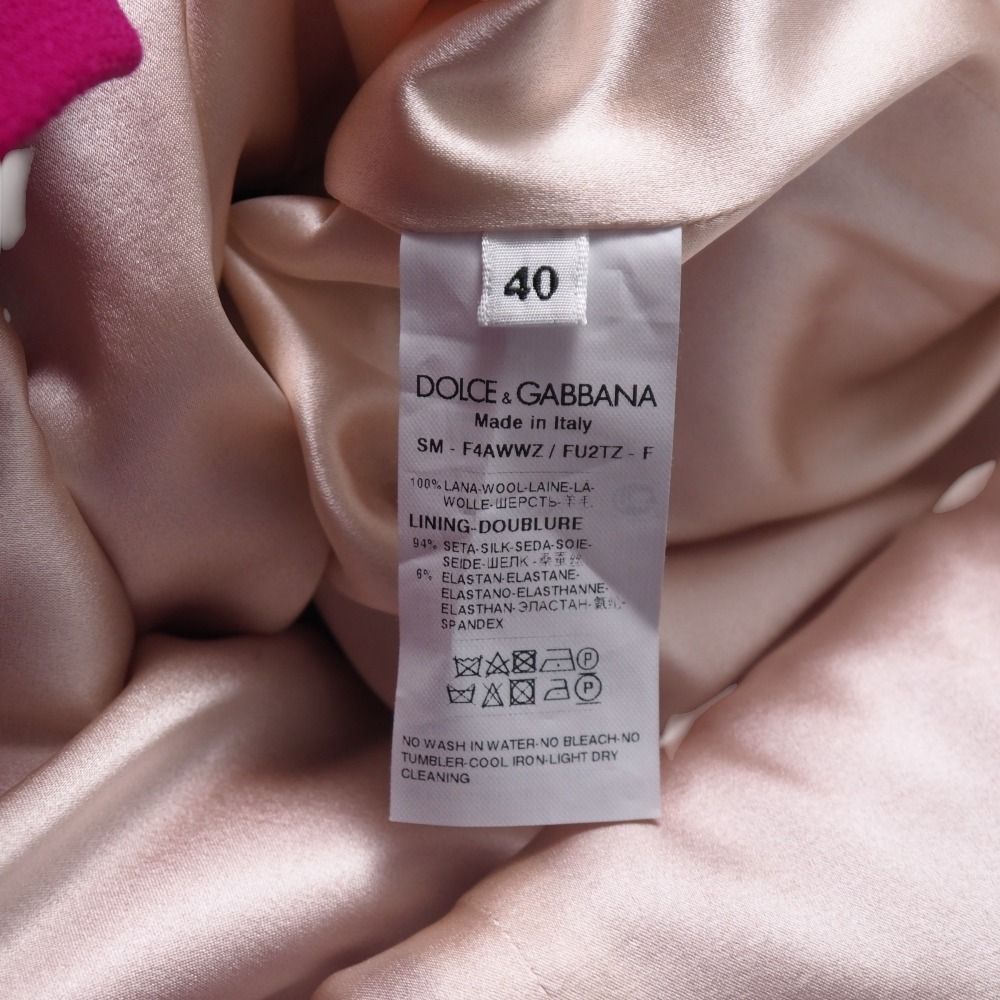 40
DOLCE & GABBANA
Made in Italy
SM - F4AWWZ / FU2TZ - F
100% LANA-WOOL-LAINE-LA-
WOLLE-ШЕРСТЬ-羊毛.
LINING-DOUBLURE
94% SETA-SILK-SEDA-SOIE-
SEIDE-ШЕЛК-桑蚕丝
6% ELASTAN-ELASTANE-
ELASTANO-ELASTHANNE-
ELASTHAN-ЭЛАСТАН-氨纶-
SPANDEX
P
P
NO WASH IN WATER-NO BLEACH-NO
TUMBLER-COOL IRON-LIGHT DRY
CLEANING